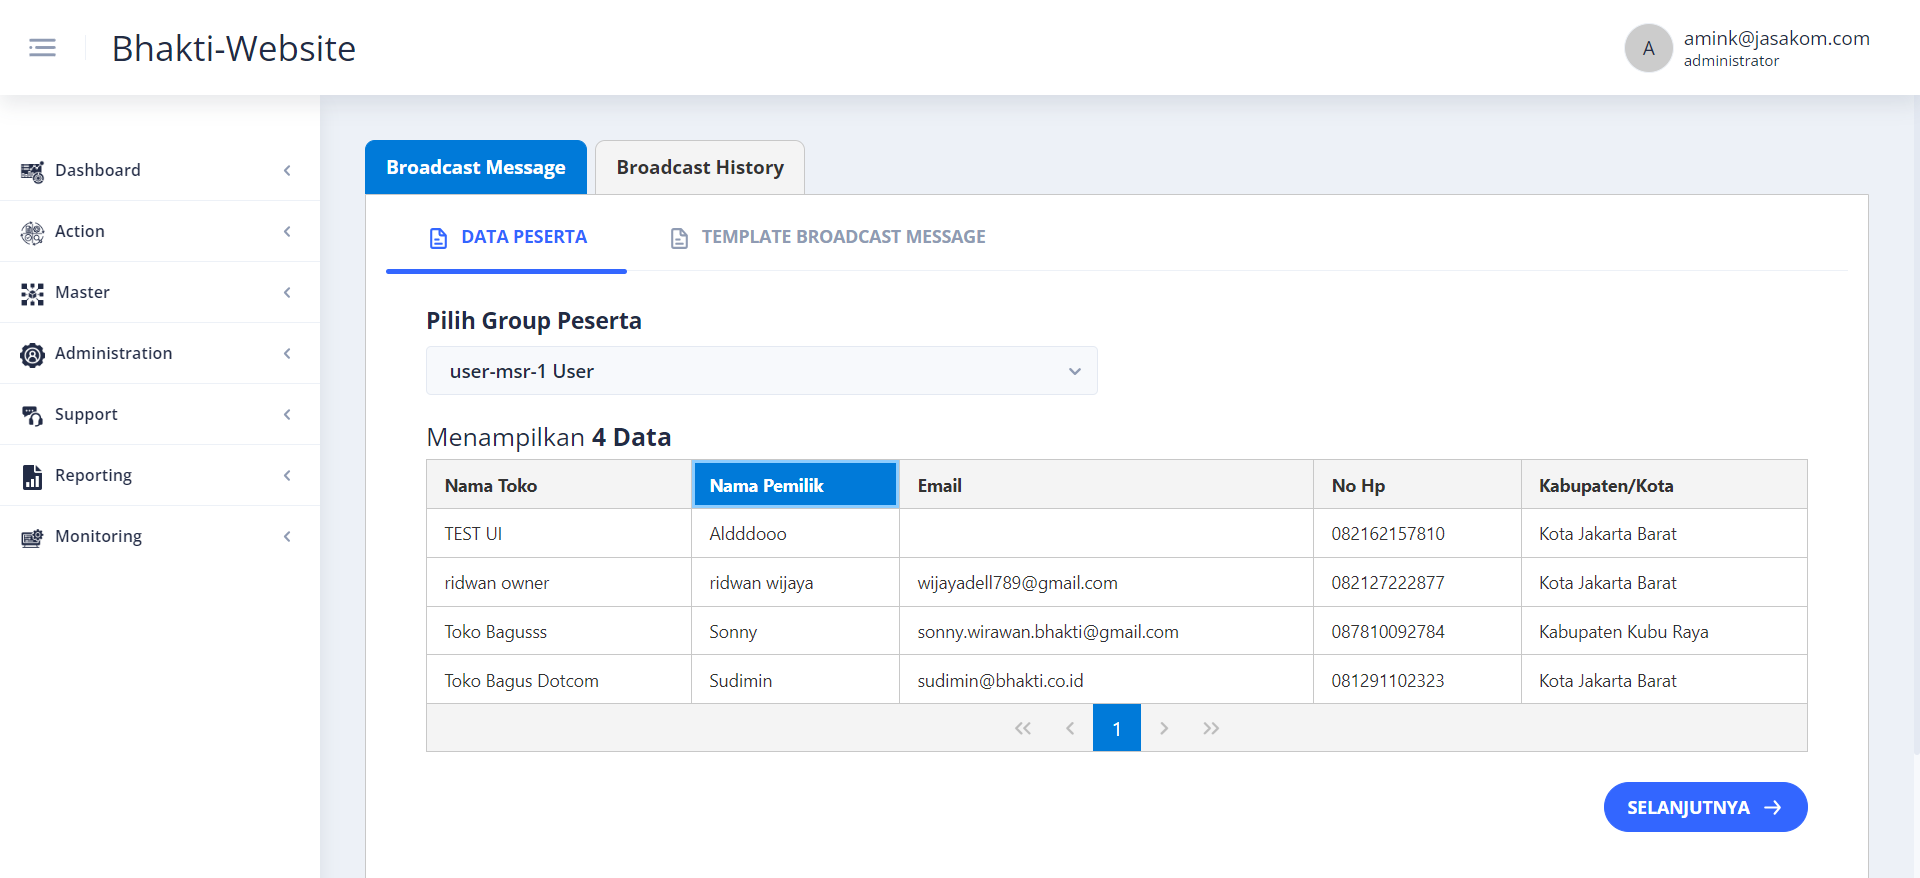 Bhakti-Website
A
amink@jasakom.com
administrator
Dashboard
Action
Master
Administration
Support
Reporting
Monitoring
Broadcast Message
Broadcast History
DATA PESERTA
TEMPLATE BROADCAST MESSAGE
Pilih Group Peserta
user-msr-1 User
Menampilkan 4 Data
Nama Toko Nama Pemilik Email No Hp Kabupaten/Kota
TEST UI Aldddooo 082162157810 Kota Jakarta Barat
ridwan owner ridwan wijaya wijayadell789@gmail.com 082127222877 Kota Jakarta Barat
Toko Bagusss Sonny sonny.wirawan.bhakti@gmail.com 087810092784 Kabupaten Kubu Raya
Toko Bagus Dotcom Sudimin sudimin@bhakti.co.id 081291102323 Kota Jakarta Barat
1
SELANJUTNYA